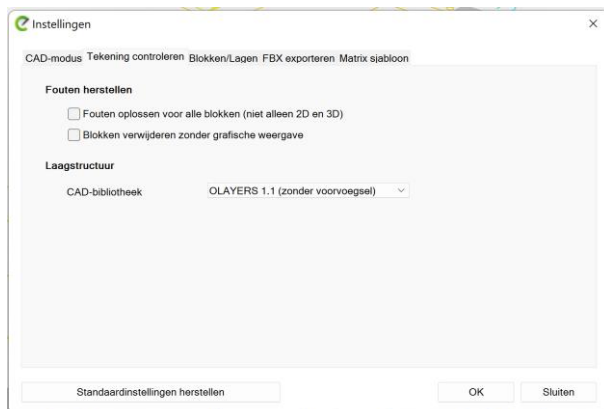 Instellingen
CAD-modus Tekening controleren Blokken/Lagen FBX exporteren Matrix sjabloon
Fouten herstellen
Fouten oplossen voor alle blokken (niet alleen 2D en 3D)
Blokken verwijderen zonder grafische weergave
Laagstructuur
CAD-bibliotheek OLAYERS 1.1 (zonder voorvoegsel)
Standaardinstellingen herstellen OK Sluiten